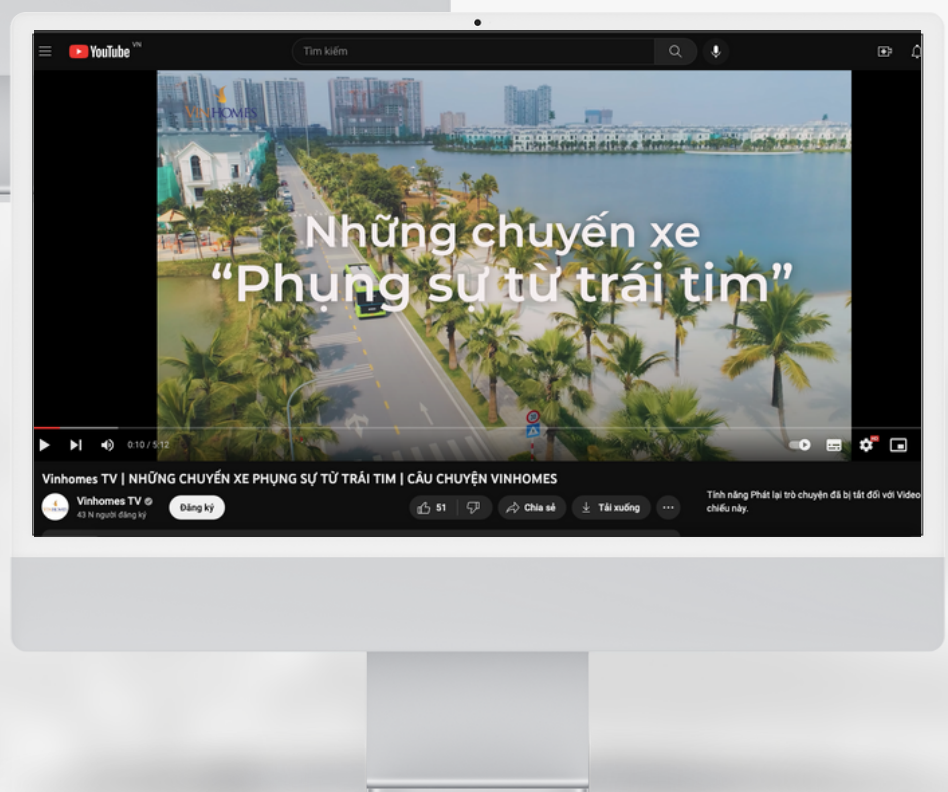 YouTube VN
Tìm kiếm
VINHOMES
Những chuyến xe
“Phụng sự từ trái tim”
0:10 / 5:12
Vinhomes TV | NHỮNG CHUYẾN XE PHỤNG SỰ TỪ TRÁI TIM | CÂU CHUYỆN VINHOMES
Vinhomes TV
43 N người đăng ký
Đăng ký
51
Chia sẻ
Tải xuống
Tính năng Phát lại trò chuyện đã bị tắt đối với Video
chiếu này.